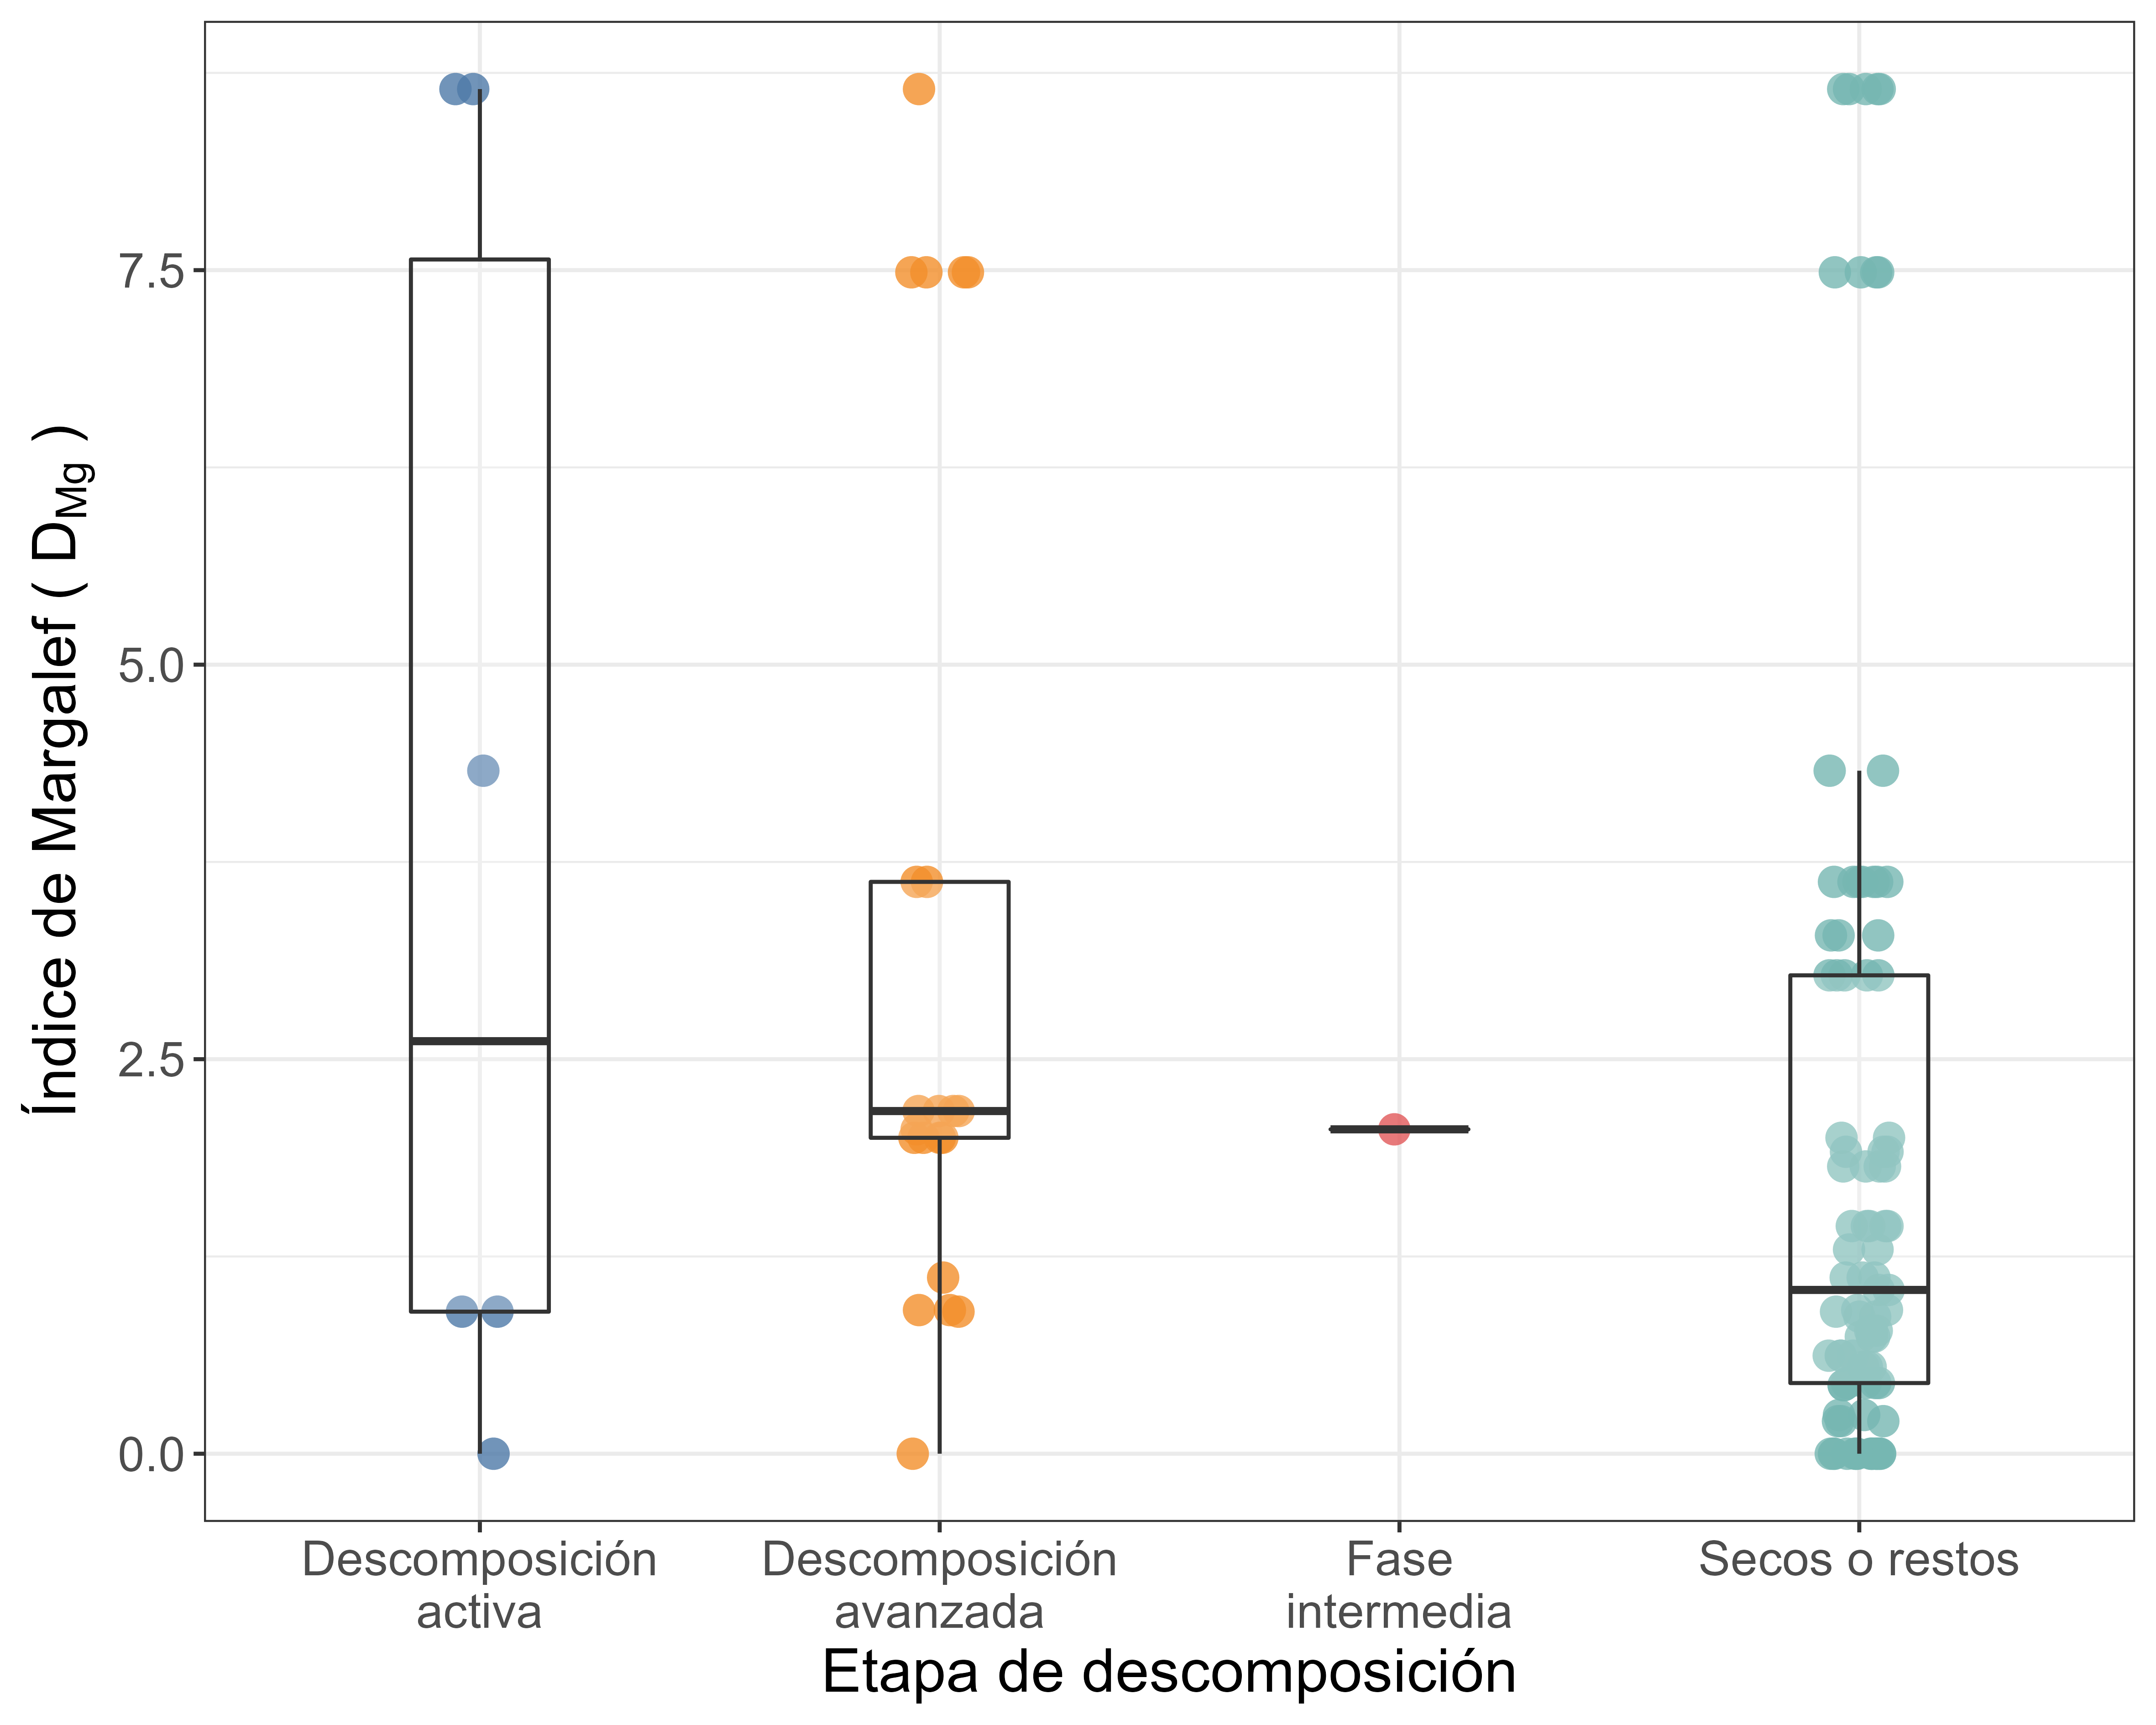 Índice de Margalef ( DMg )
7.5
5.0
2.5
0.0
Descomposición
activa
Descomposición
avanzada
Fase
intermedia
Secos o restos
Etapa de descomposición